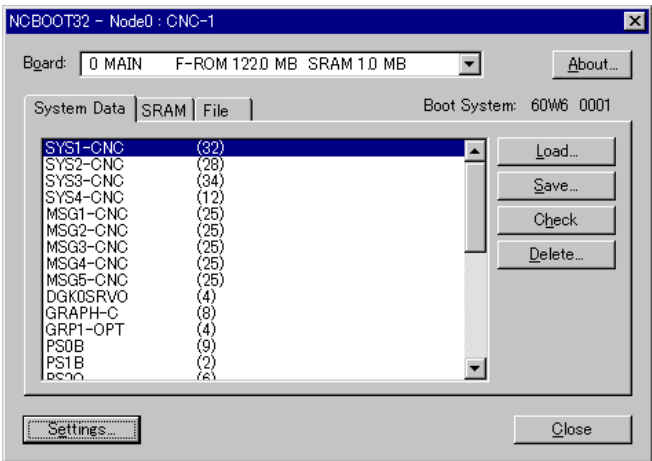 NCBOOT32 - Node0 : CNC-1
Board: 0 MAIN F-ROM 122.0 MB SRAM 1.0 MB About...
System Data SRAM File Boot System: 60W6 0001
SYS1-CNC (32) Load...
SYS2-CNC (28)
SYS3-CNC (34) Save...
SYS4-CNC (12)
MSG1-CNC (25) Check
MSG2-CNC (25)
MSG3-CNC (25) Delete...
MSG4-CNC (25)
MSG5-CNC (25)
DGK0SRVO (4)
GRAPH-C (8)
GRP1-OPT (4)
PS0B (9)
PS1B (2)
(6)
Settings... Close